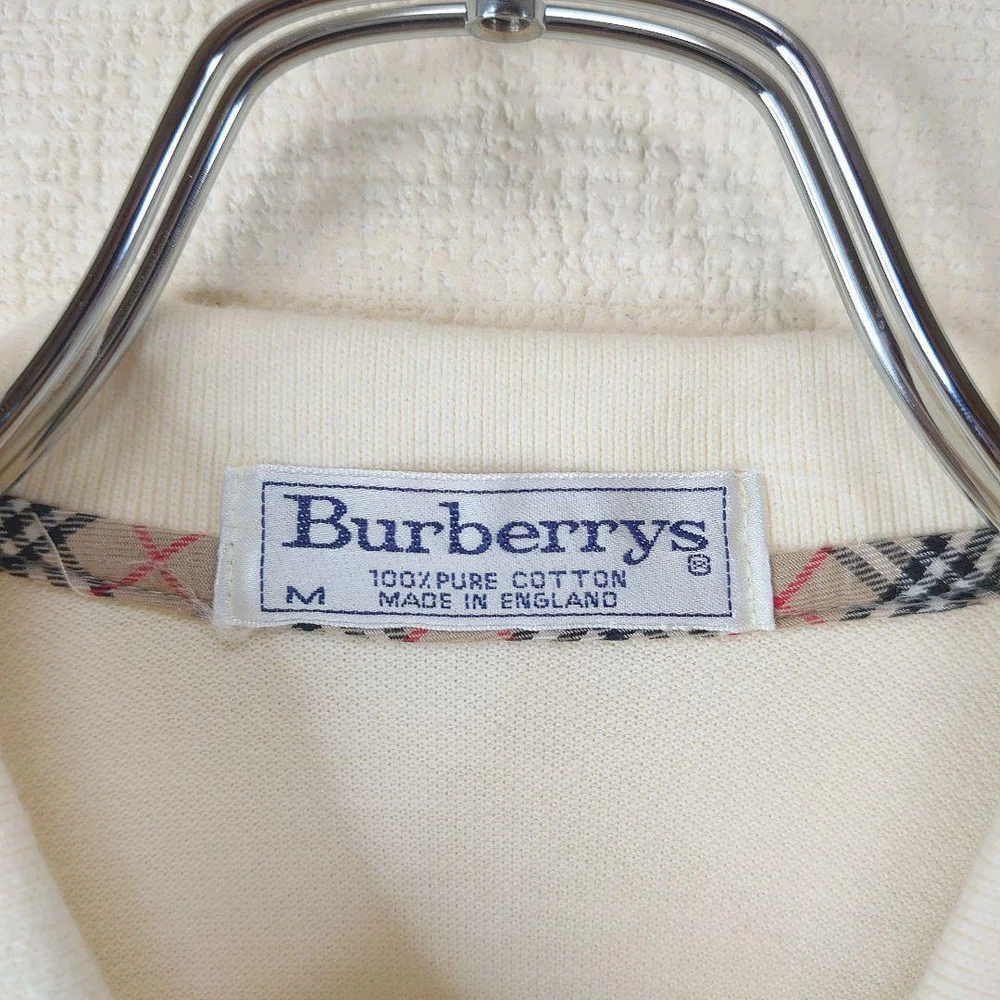 Burberrys®
100% PURE COTTON
M MADE IN ENGLAND